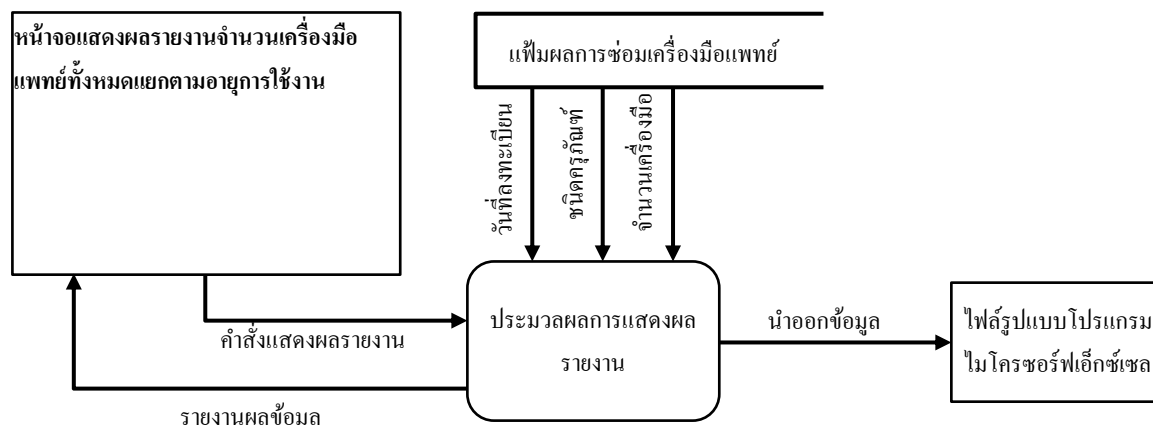 หน้าจอแสดงผลรายงานจำนวนเครื่องมือ
แพทย์ทั้งหมดแยกตามอายุการใช้งาน
แฟ้มผลการซ่อมเครื่องมือแพทย์
วันที่ลงทะเบียน
ชนิดครุภัณฑ์
จำนวนเครื่องมือ
ประมวลผลการแสดงผล
รายงาน
คำสั่งแสดงผลรายงาน
รายงานผลข้อมูล
นำออกข้อมูล
ไฟล์รูปแบบโปรแกรม
ไมโครซอร์ฟเอ็กซ์เซล